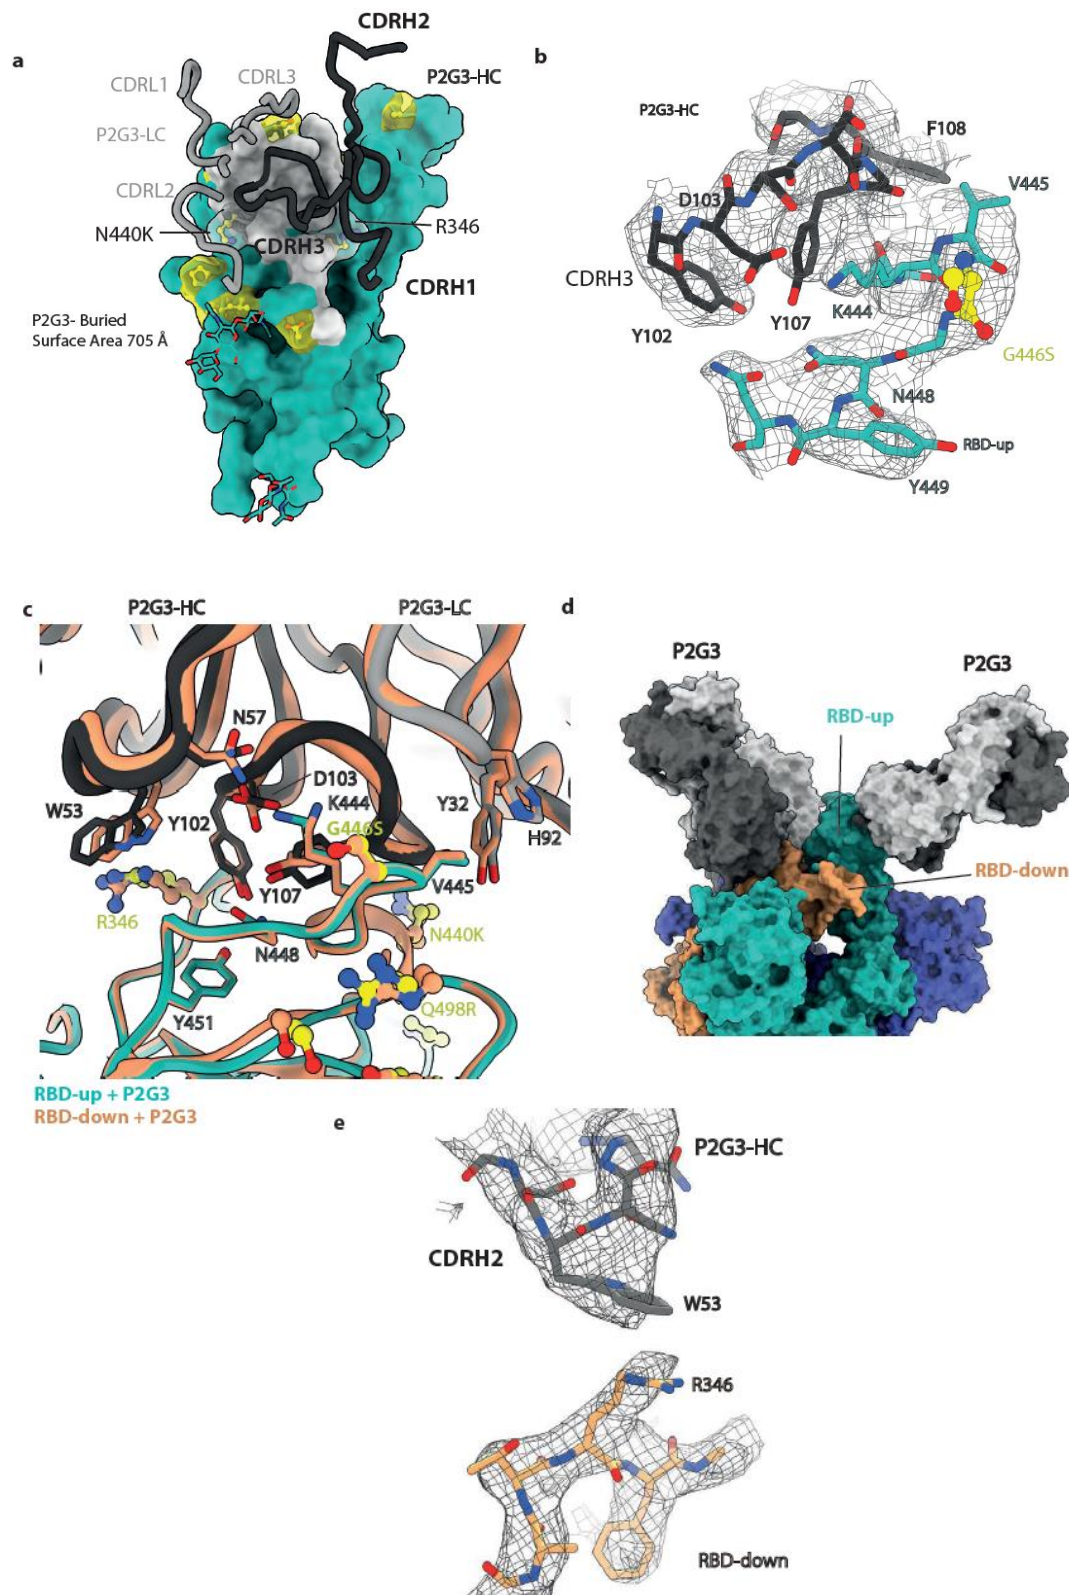 a
CDRH2
CDRL1
CDRL3
P2G3-HC
P2G3-LC
CDRL2
N440K
CDRH3
R346
CDRH1
P2G3- Buried
Surface Area 705 Å
b
P2G3-HC
F108
V445
D103
CDRH3
K444
Y107
Y102
G446S
N448
RBD-up
Y449
c
P2G3-HC
P2G3-LC
N57
D103
K444
W53
Y102
G446S
Y32
H92
Y107
V445
R346
N440K
N448
Q498R
Y451
RBD-up + P2G3
RBD-down + P2G3
d
P2G3
P2G3
RBD-up
RBD-down
e
P2G3-HC
CDRH2
W53
R346
RBD-down